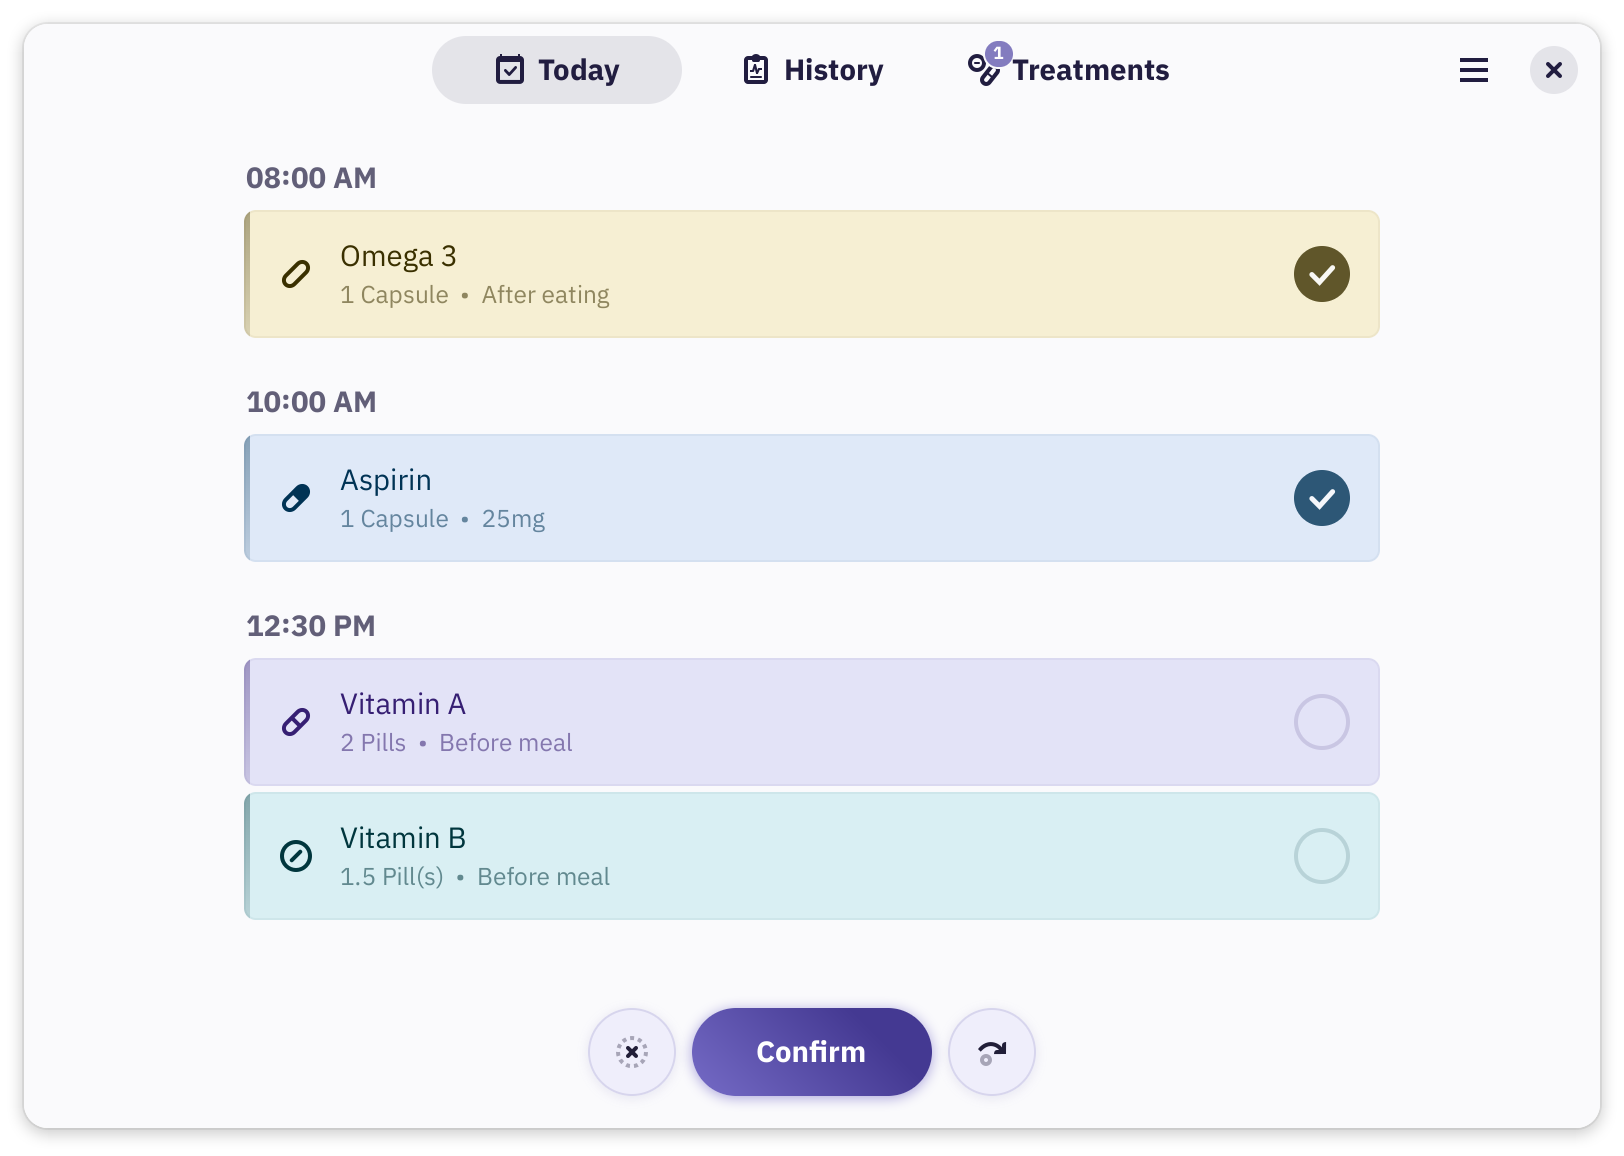 Today
History
1
Treatments
08:00 AM
Omega 3
1 Capsule • After eating
10:00 AM
Aspirin
1 Capsule • 25mg
12:30 PM
Vitamin A
2 Pills • Before meal
Vitamin B
1.5 Pill(s) • Before meal
Confirm